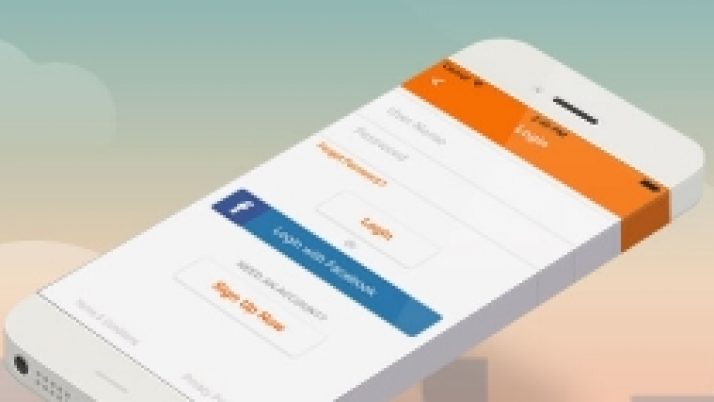 Login
User Name
Password
Forgot Password?
Login
or
Login with Facebook
NEED AN ACCOUNT?
Sign Up Now
Terms & Conditions
Privacy